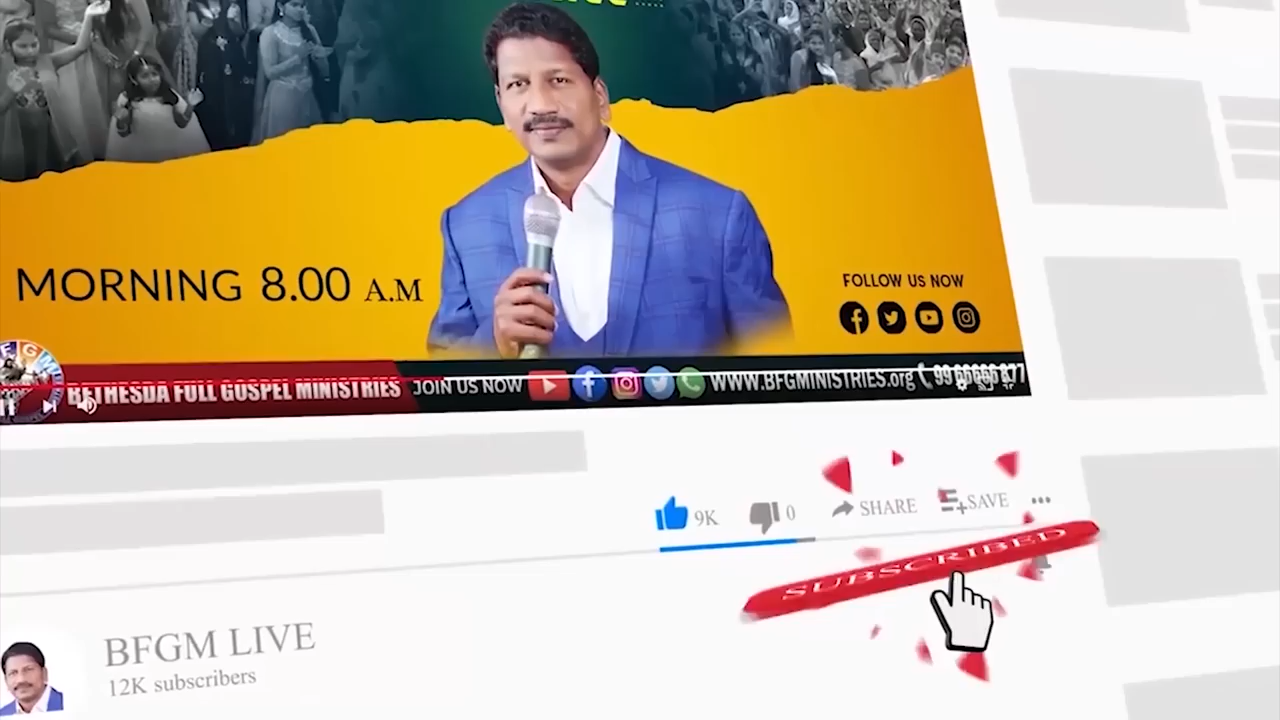 MORNING 8.00 A.M
FOLLOW US NOW
BETHESDA FULL GOSPEL MINISTRIES JOIN US NOW WWW.BFGMINISTRIES.org
9K 0 SHARE SAVE
SUBSCRIBED
BFGM LIVE
12K subscribers